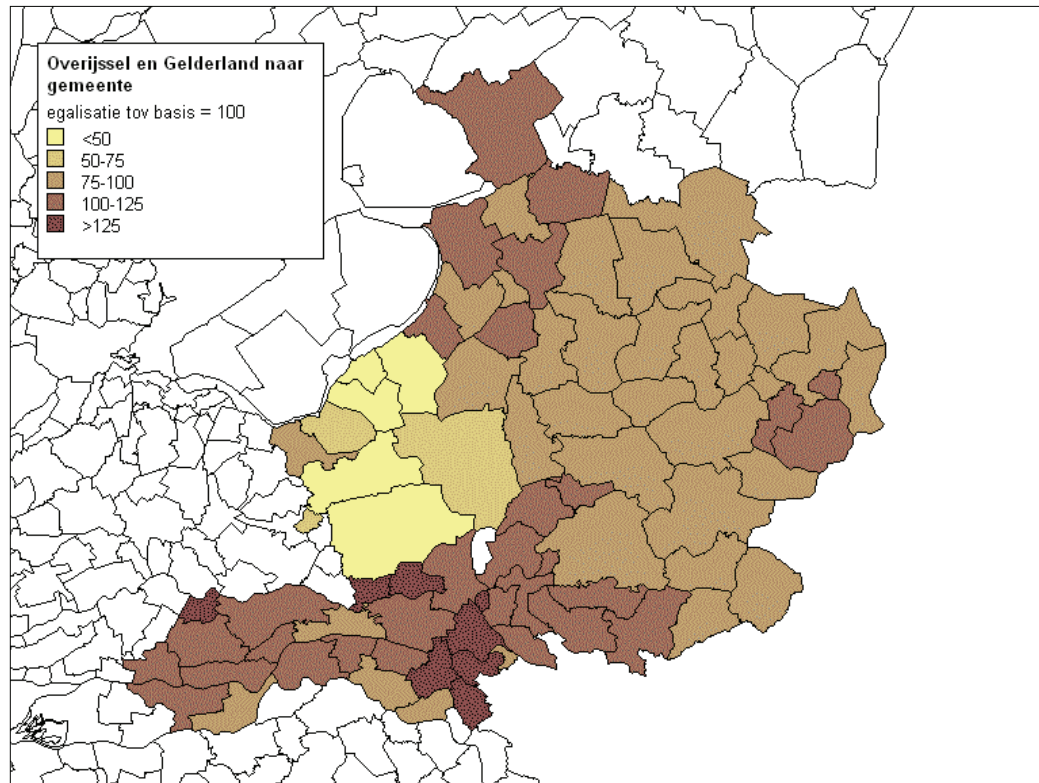 Overijssel en Gelderland naar
gemeente
egalisatie tov basis = 100
<50
50-75
75-100
100-125
>125